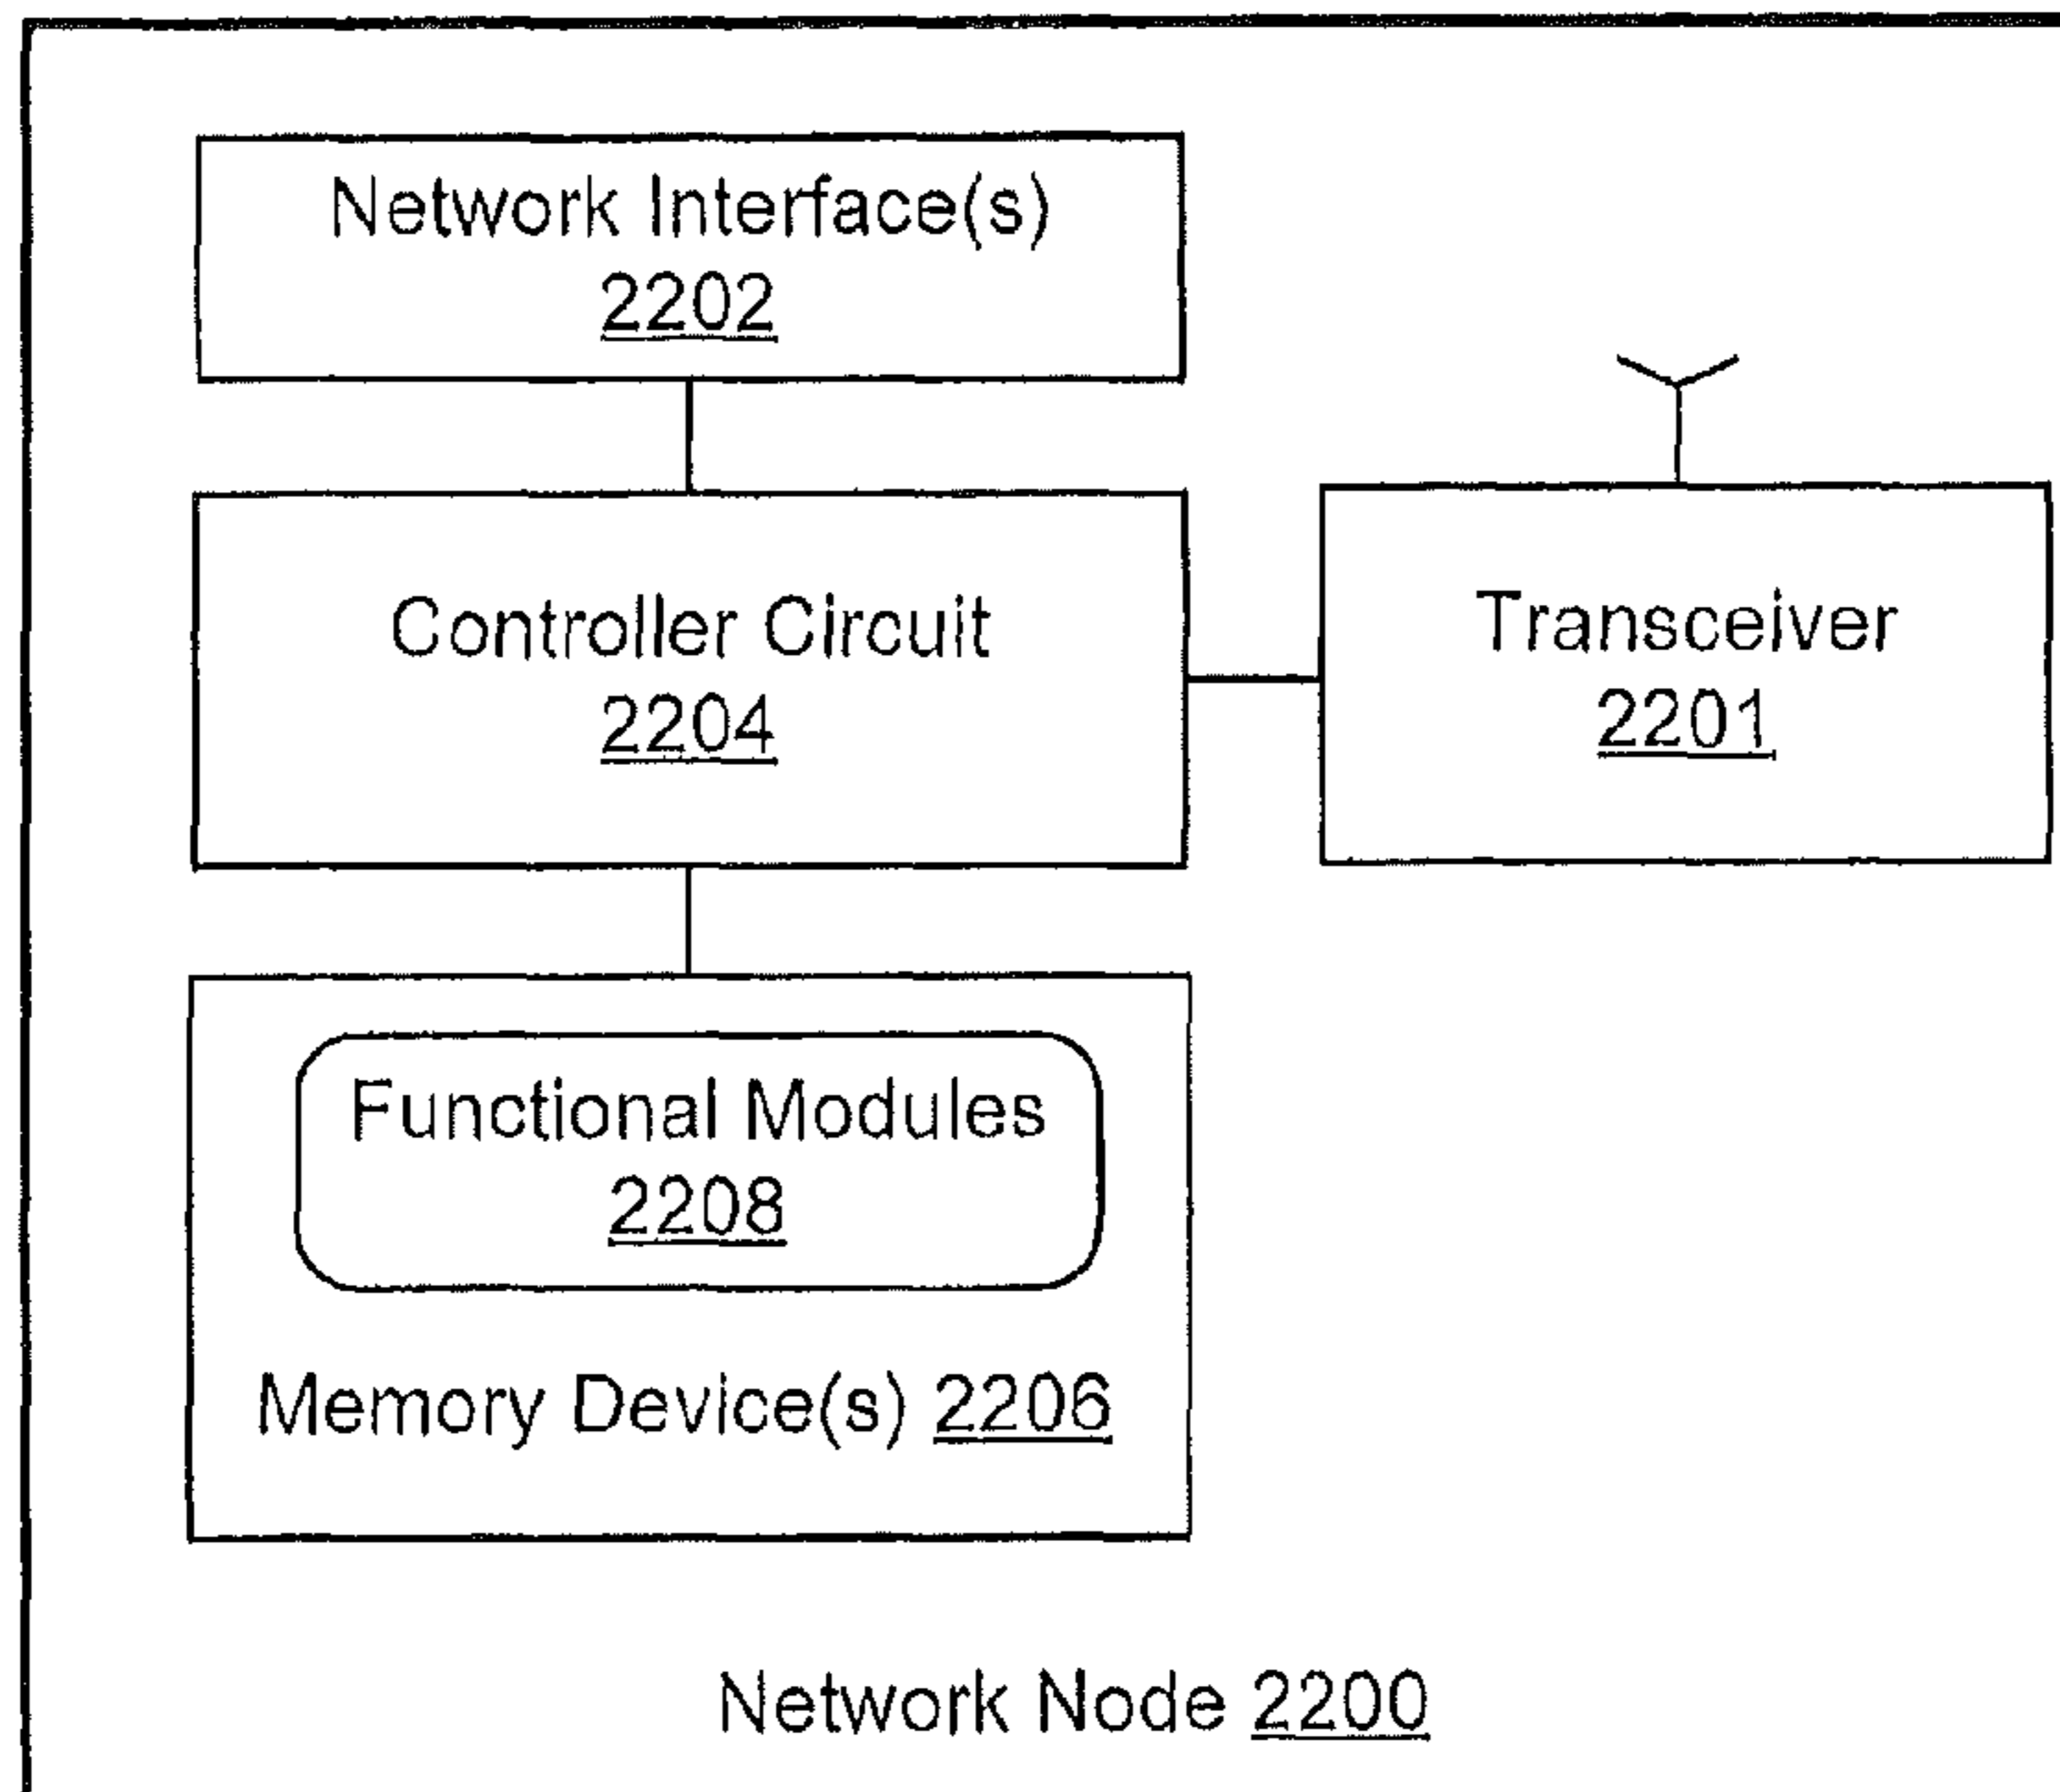 Network Interface(s)
2202
Controller Circuit
2204
Transceiver
2201
Functional Modules
2208
Memory Device(s) 2206
Network Node 2200